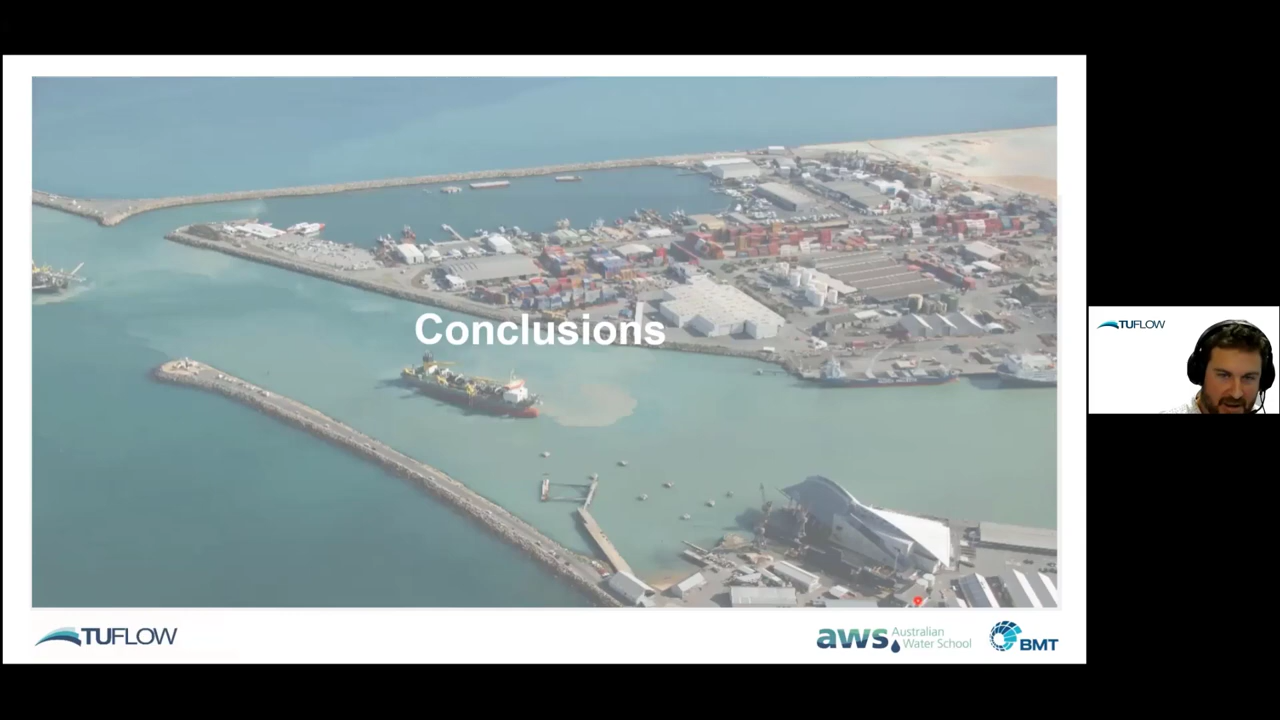 Conclusions
TUFLOW
TUFLOW
aws Australian
Water School
BMT